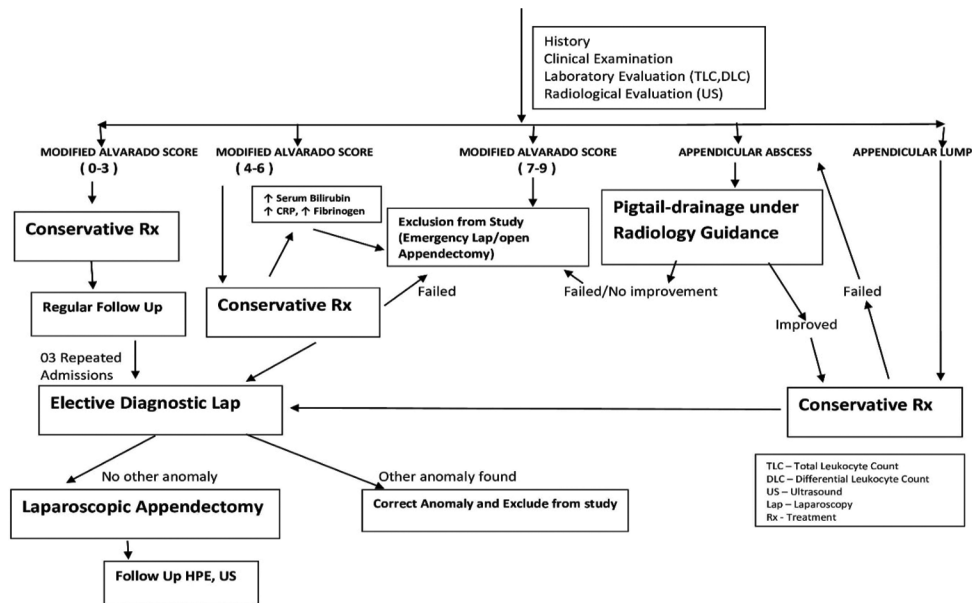 History
Clinical Examination
Laboratory Evaluation (TLC,DLC)
Radiological Evaluation (US)
MODIFIED ALVARADO SCORE
( 0-3 )
MODIFIED ALVARADO SCORE
(4-6)
MODIFIED ALVARADO SCORE
(7-9)
APPENDICULAR ABSCESS
APPENDICULAR LUMP
↑ Serum Bilirubin
↑ CRP, ↑ Fibrinogen
Conservative Rx
Exclusion from Study
(Emergency Lap/open
Appendectomy)
Pigtail-drainage under
Radiology Guidance
Regular Follow Up
Conservative Rx
Failed
Failed/No improvement
Failed
Improved
03 Repeated
Admissions
Elective Diagnostic Lap
Conservative Rx
No other anomaly
Other anomaly found
Laparoscopic Appendectomy
Correct Anomaly and Exclude from study
TLC – Total Leukocyte Count
DLC – Differential Leukocyte Count
US – Ultrasound
Lap – Laparoscopy
Rx - Treatment
Follow Up HPE, US